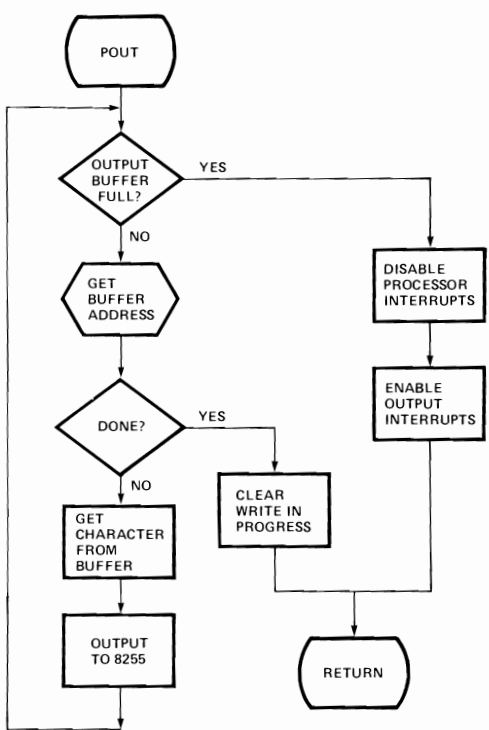 POUT
OUTPUT
BUFFER
FULL?
YES
NO
GET
BUFFER
ADDRESS
DISABLE
PROCESSOR
INTERRUPTS
ENABLE
OUTPUT
INTERRUPTS
DONE?
YES
NO
CLEAR
WRITE IN
PROGRESS
GET
CHARACTER
FROM
BUFFER
OUTPUT
TO 8255
RETURN